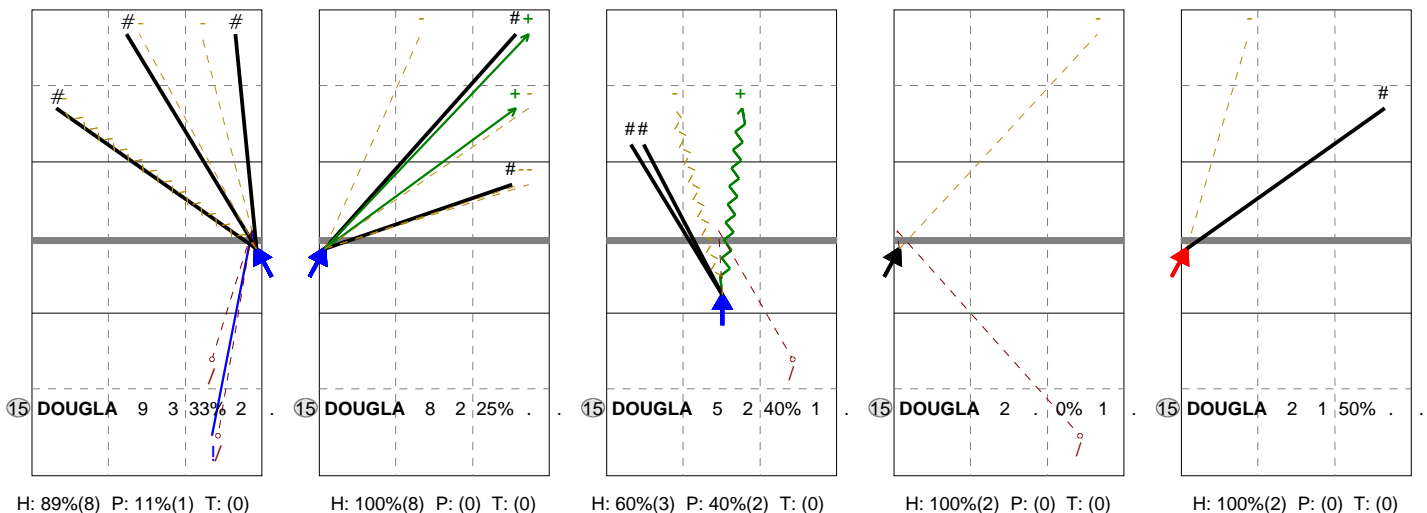 # - - # # + - - #
# - + - + #
## # - -
15 DOUGLA 9 3 33% 2 . 15 DOUGLA 8 2 25% . . 15 DOUGLA 5 2 40% 1 . 15 DOUGLA 2 . 0% 1 . 15 DOUGLA 2 1 50% . .
H: 89%(8) P: 11%(1) T: (0) H: 100%(8) P: (0) T: (0) H: 60%(3) P: 40%(2) T: (0) H: 100%(2) P: (0) T: (0) H: 100%(2) P: (0) T: (0)